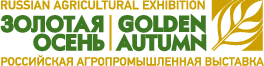 RUSSIAN AGRICULTURAL EXHIBITION
ЗОЛОТАЯ ОСЕНЬ
GOLDEN AUTUMN
РОССИЙСКАЯ АГРОПРОМЫШЛЕННАЯ ВЫСТАВКА